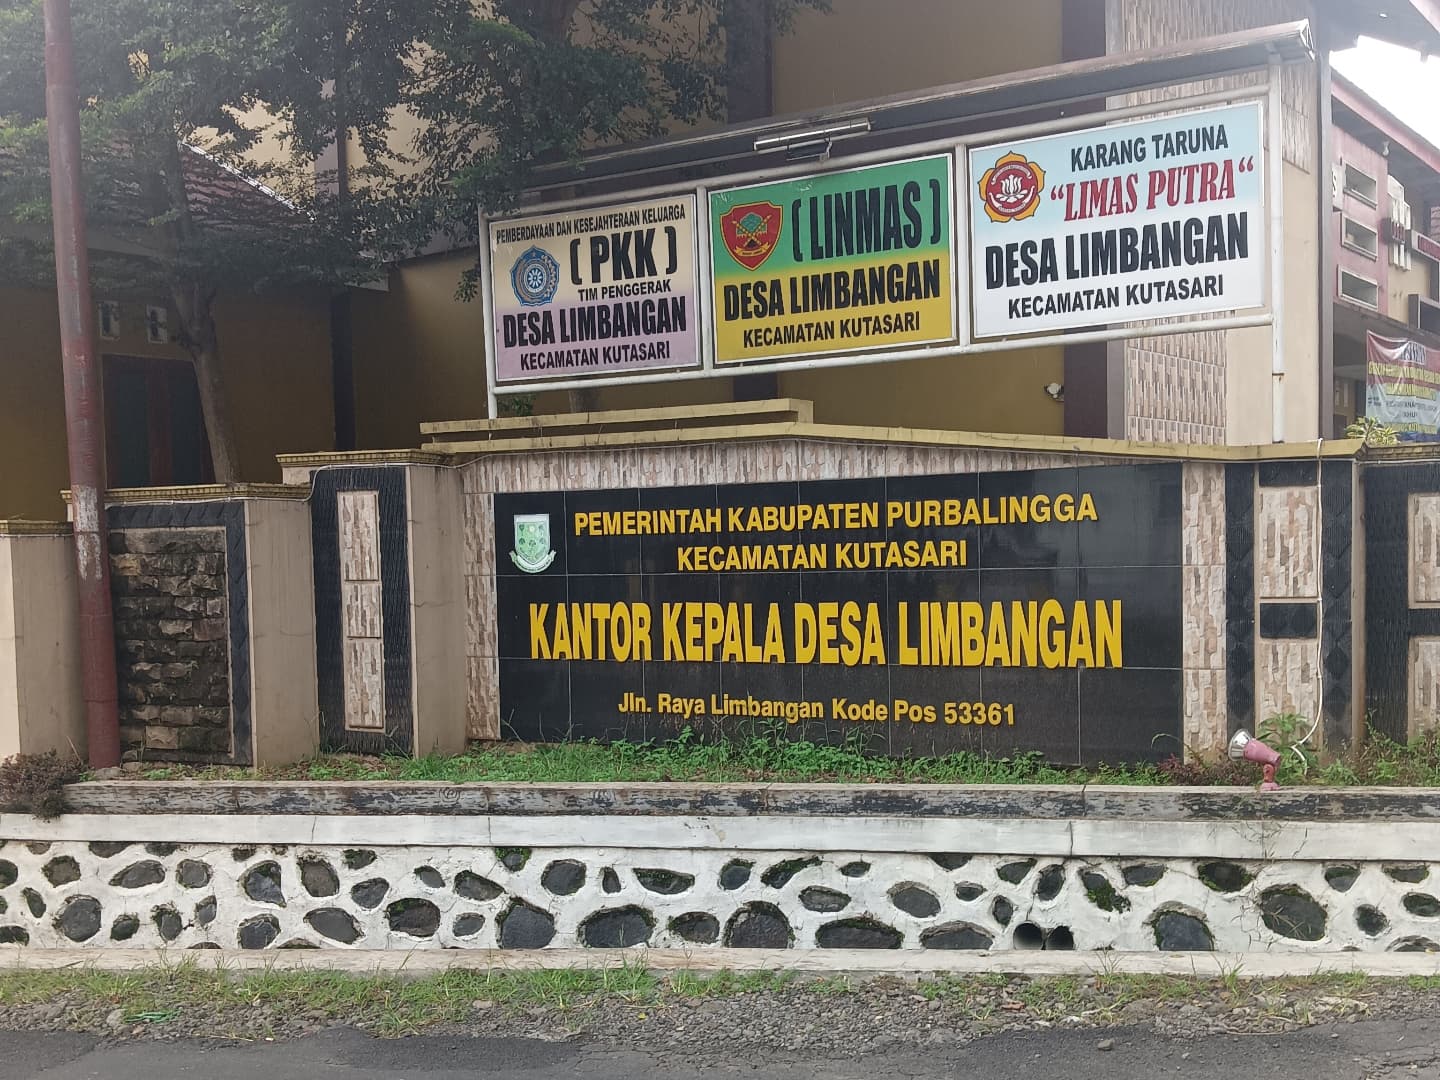 PEMBERDAYAAN DAN KESEJAHTERAAN KELUARGA
( PKK )
TIM PENGGERAK
DESA LIMBANGAN
KECAMATAN KUTASARI
( LINMAS )
DESA LIMBANGAN
KECAMATAN KUTASARI
KARANG TARUNA
“LIMAS PUTRA“
DESA LIMBANGAN
KECAMATAN KUTASARI
PEMERINTAH KABUPATEN PURBALINGGA
KECAMATAN KUTASARI
KANTOR KEPALA DESA LIMBANGAN
Jln. Raya Limbangan Kode Pos 53361